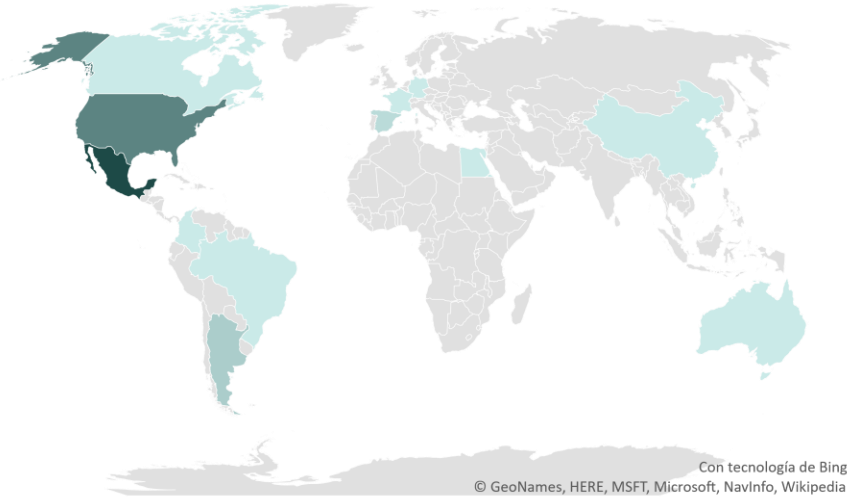 Con tecnología de Bing
© GeoNames, HERE, MSFT, Microsoft, NavInfo, Wikipedia